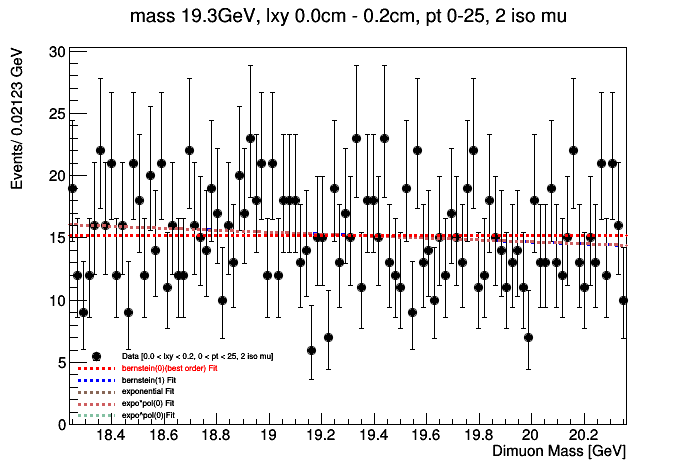 mass 19.3GeV, lxy 0.0cm - 0.2cm, pt 0-25, 2 iso mu
Events/ 0.02123 GeV
30
25
20
15
10
5
0
Data [0.0 < lxy < 0.2, 0 < pt < 25, 2 iso mu]
bernstein(0)(best order) Fit
bernstein(1) Fit
exponential Fit
expo*pol(0) Fit
expo^pol(0))Fit
18.4 18.6 18.8 19 19.2 19.4 19.6 19.8 20 20.2
Dimuon Mass [GeV]